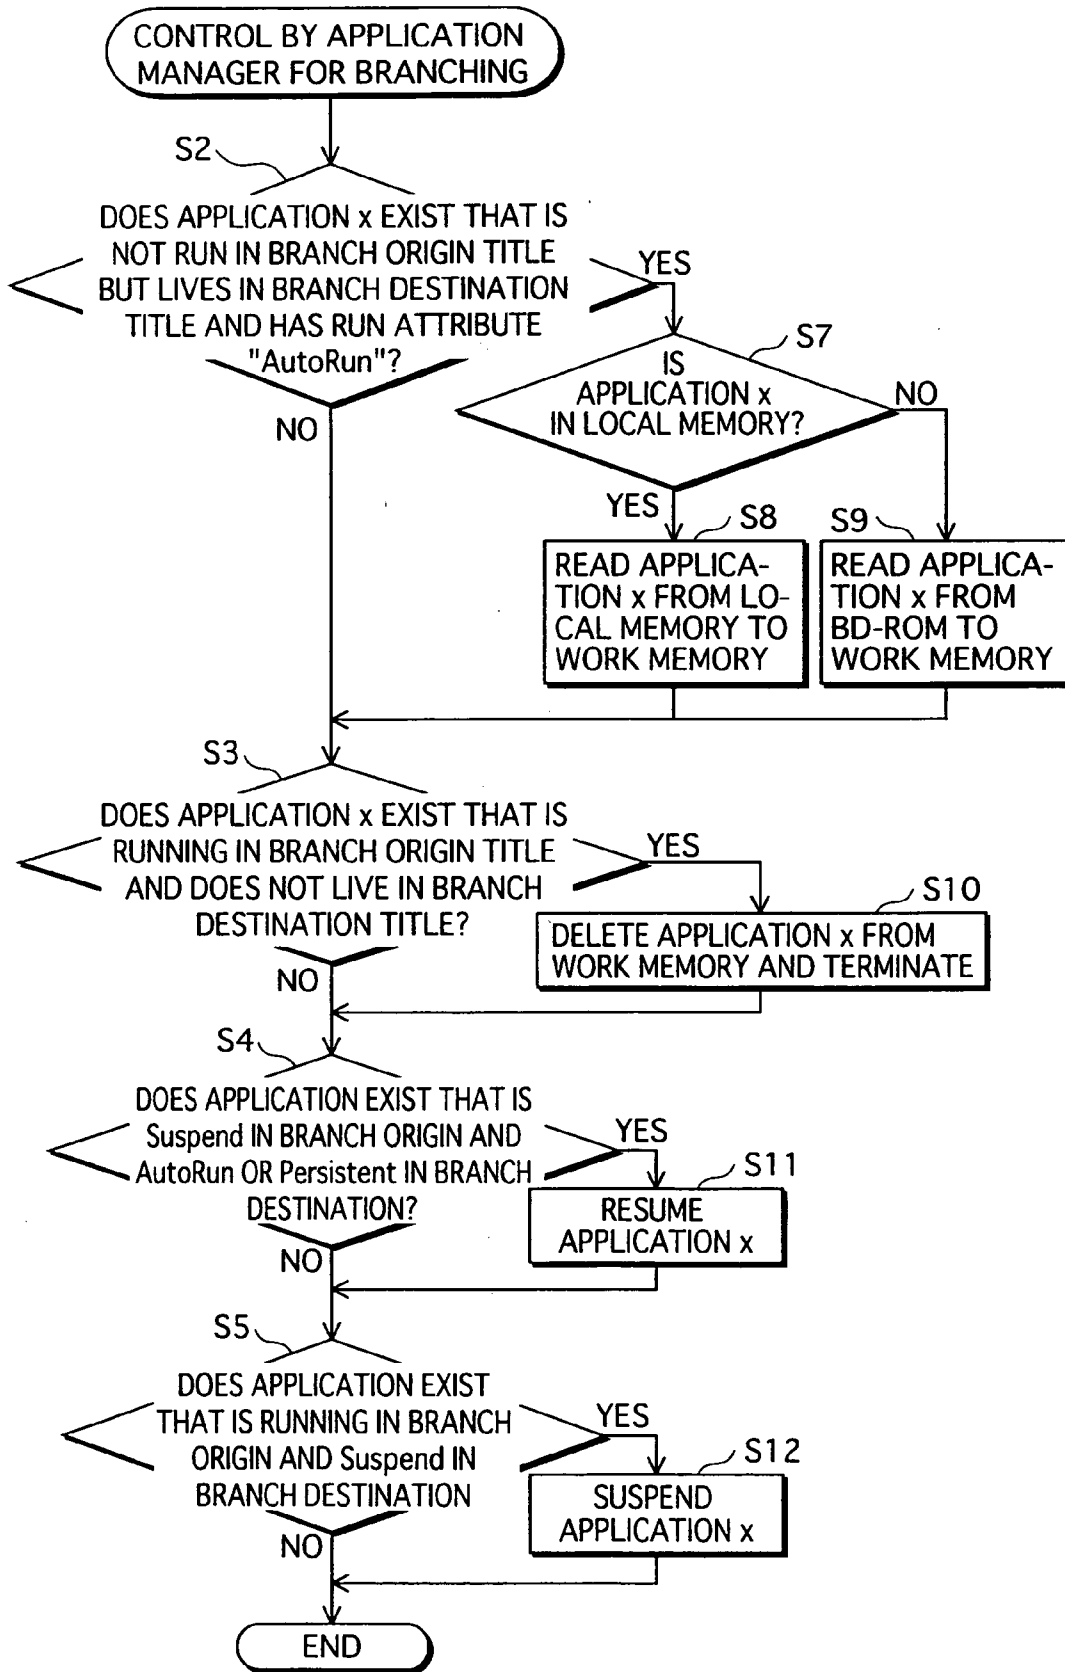 CONTROL BY APPLICATION
MANAGER FOR BRANCHING
S2
DOES APPLICATION x EXIST THAT IS
NOT RUN IN BRANCH ORIGIN TITLE
BUT LIVES IN BRANCH DESTINATION
TITLE AND HAS RUN ATTRIBUTE
"AutoRun"?
YES
NO
S7
IS
APPLICATION x
IN LOCAL MEMORY?
NO
YES
S8
READ APPLICA-
TION x FROM LO-
CAL MEMORY TO
WORK MEMORY
S9
READ APPLICA-
TION x FROM
BD-ROM TO
WORK MEMORY
S3
DOES APPLICATION x EXIST THAT IS
RUNNING IN BRANCH ORIGIN TITLE
AND DOES NOT LIVE IN BRANCH
DESTINATION TITLE?
YES
NO
S10
DELETE APPLICATION x FROM
WORK MEMORY AND TERMINATE
S4
DOES APPLICATION EXIST THAT IS
Suspend IN BRANCH ORIGIN AND
AutoRun OR Persistent IN BRANCH
DESTINATION?
YES
NO
S11
RESUME
APPLICATION x
S5
DOES APPLICATION EXIST
THAT IS RUNNING IN BRANCH
ORIGIN AND Suspend IN
BRANCH DESTINATION
YES
NO
S12
SUSPEND
APPLICATION x
END